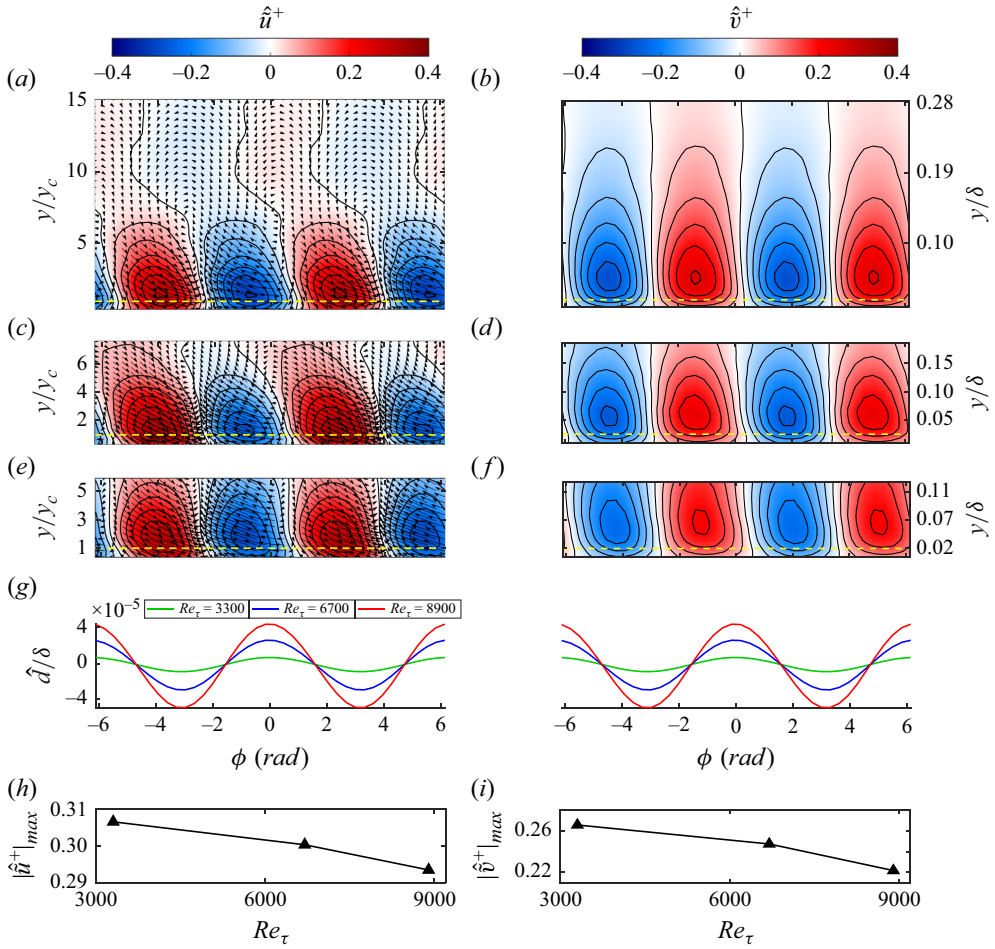 û̃⁺ ṽ̂⁺
−0.4 −0.2 0 0.2 0.4 −0.4 −0.2 0 0.2 0.4
(a) (b)
15 10 5 y/y_c
0.28 0.19 0.10 y/δ
(c) (d)
6 4 2 y/y_c
0.15 0.10 0.05 y/δ
(e) (f)
5 3 1 y/y_c
0.11 0.07 0.02 y/δ
(g)
×10⁻⁵ Re_τ = 3300 Re_τ = 6700 Re_τ = 8900
4 0 −4 d̂/δ
−6 −4 −2 0 2 4 6 −6 −4 −2 0 2 4 6
ϕ (rad) ϕ (rad)
(h) (i)
0.31 0.30 0.29 |û̃⁺|_max
0.26 0.22 |ṽ̂⁺|_max
3000 6000 9000 3000 6000 9000
Re_τ Re_τ